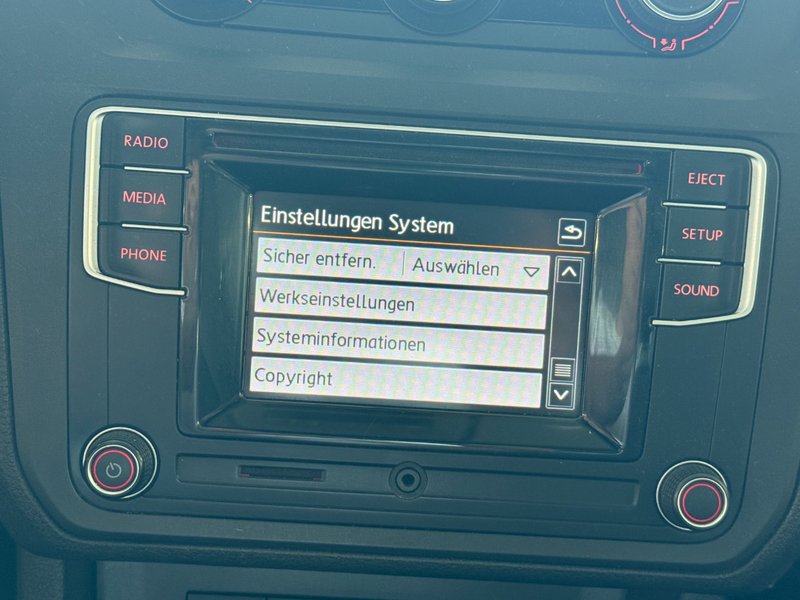 RADIO
MEDIA
PHONE
EJECT
SETUP
SOUND
Einstellungen System
Sicher entfern. Auswählen
Werkseinstellungen
Systeminformationen
Copyright